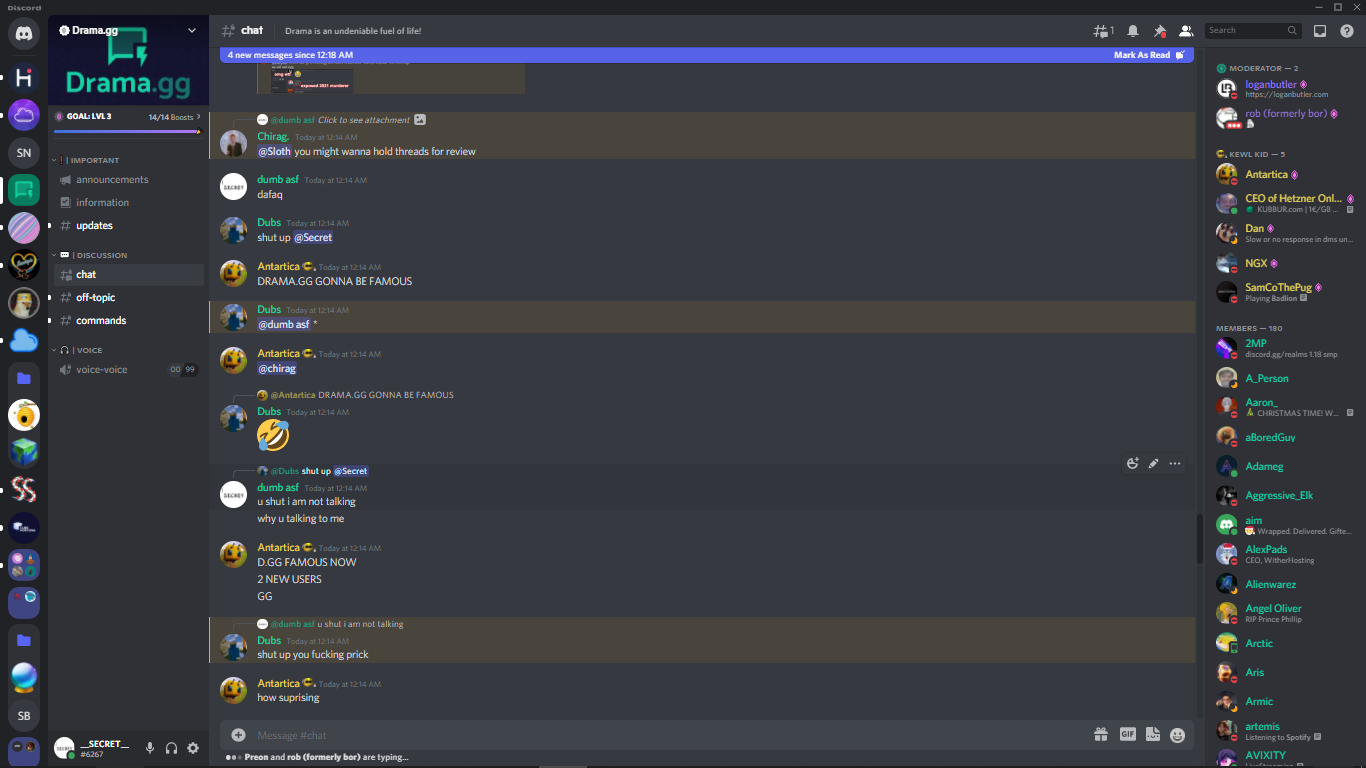 Discord
Drama.gg
Drama.gg
GOAL: LVL 3
14/14 Boosts
| IMPORTANT
announcements
information
updates
| DISCUSSION
chat
off-topic
commands
| VOICE
voice-voice
00 99
SN
SB
__SECRET__
#6267
chat
Drama is an undeniable fuel of life!
1
Search
4 new messages since 12:18 AM
Mark As Read
exposed 2021 murderer
@dumb asf Click to see attachment
Chirag. Today at 12:14 AM
@Sloth you might wanna hold threads for review
SECRET
dumb asf Today at 12:14 AM
dafaq
Dubs Today at 12:14 AM
shut up @Secret
Antartica Today at 12:14 AM
DRAMA.GG GONNA BE FAMOUS
Dubs Today at 12:14 AM
@dumb asf *
Antartica Today at 12:14 AM
@chirag
@Antartica DRAMA.GG GONNA BE FAMOUS
Dubs Today at 12:14 AM
@Dubs shut up @Secret
SECRET
dumb asf Today at 12:14 AM
u shut i am not talking
why u talking to me
Antartica Today at 12:14 AM
D.GG FAMOUS NOW
2 NEW USERS
GG
@dumb asf u shut i am not talking
Dubs Today at 12:14 AM
shut up you fucking prick
Antartica Today at 12:14 AM
how suprising
Message #chat
GIF
Preon and rob (formerly bor) are typing...
MODERATOR — 2
loganbutler
https://loganbutler.com
rob (formerly bor)
KEWL KID — 5
Antartica
CEO of Hetzner Onl...
KUBBUR.com | 1€/GB ...
Dan
Slow or no response in dms un...
NGX
SamCoThePug
Playing Badlion
MEMBERS — 180
2MP
discord.gg/realms 1.18 smp
A_Person
Aaron_
CHRISTMAS TIME! W...
aBoredGuy
Adameg
Aggressive_Elk
aim
Wrapped. Delivered. Gifte...
AlexPads
CEO, WitherHosting
Alienwarez
Angel Oliver
RIP Prince Phillip
Arctic
Aris
Armic
artemis
Listening to Spotify
AVIXITY